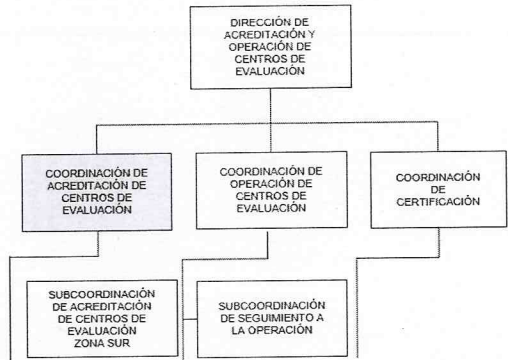 DIRECCIÓN DE
ACREDITACIÓN Y
OPERACIÓN DE
CENTROS DE
EVALUACIÓN
COORDINACIÓN DE
ACREDITACIÓN DE
CENTROS DE
EVALUACIÓN
COORDINACIÓN DE
OPERACIÓN DE
CENTROS DE
EVALUACIÓN
COORDINACIÓN
DE
CERTIFICACIÓN
SUBCOORDINACIÓN
DE ACREDITACIÓN
DE CENTROS DE
EVALUACIÓN
ZONA SUR
SUBCOORDINACIÓN
DE SEGUIMIENTO A
LA OPERACIÓN